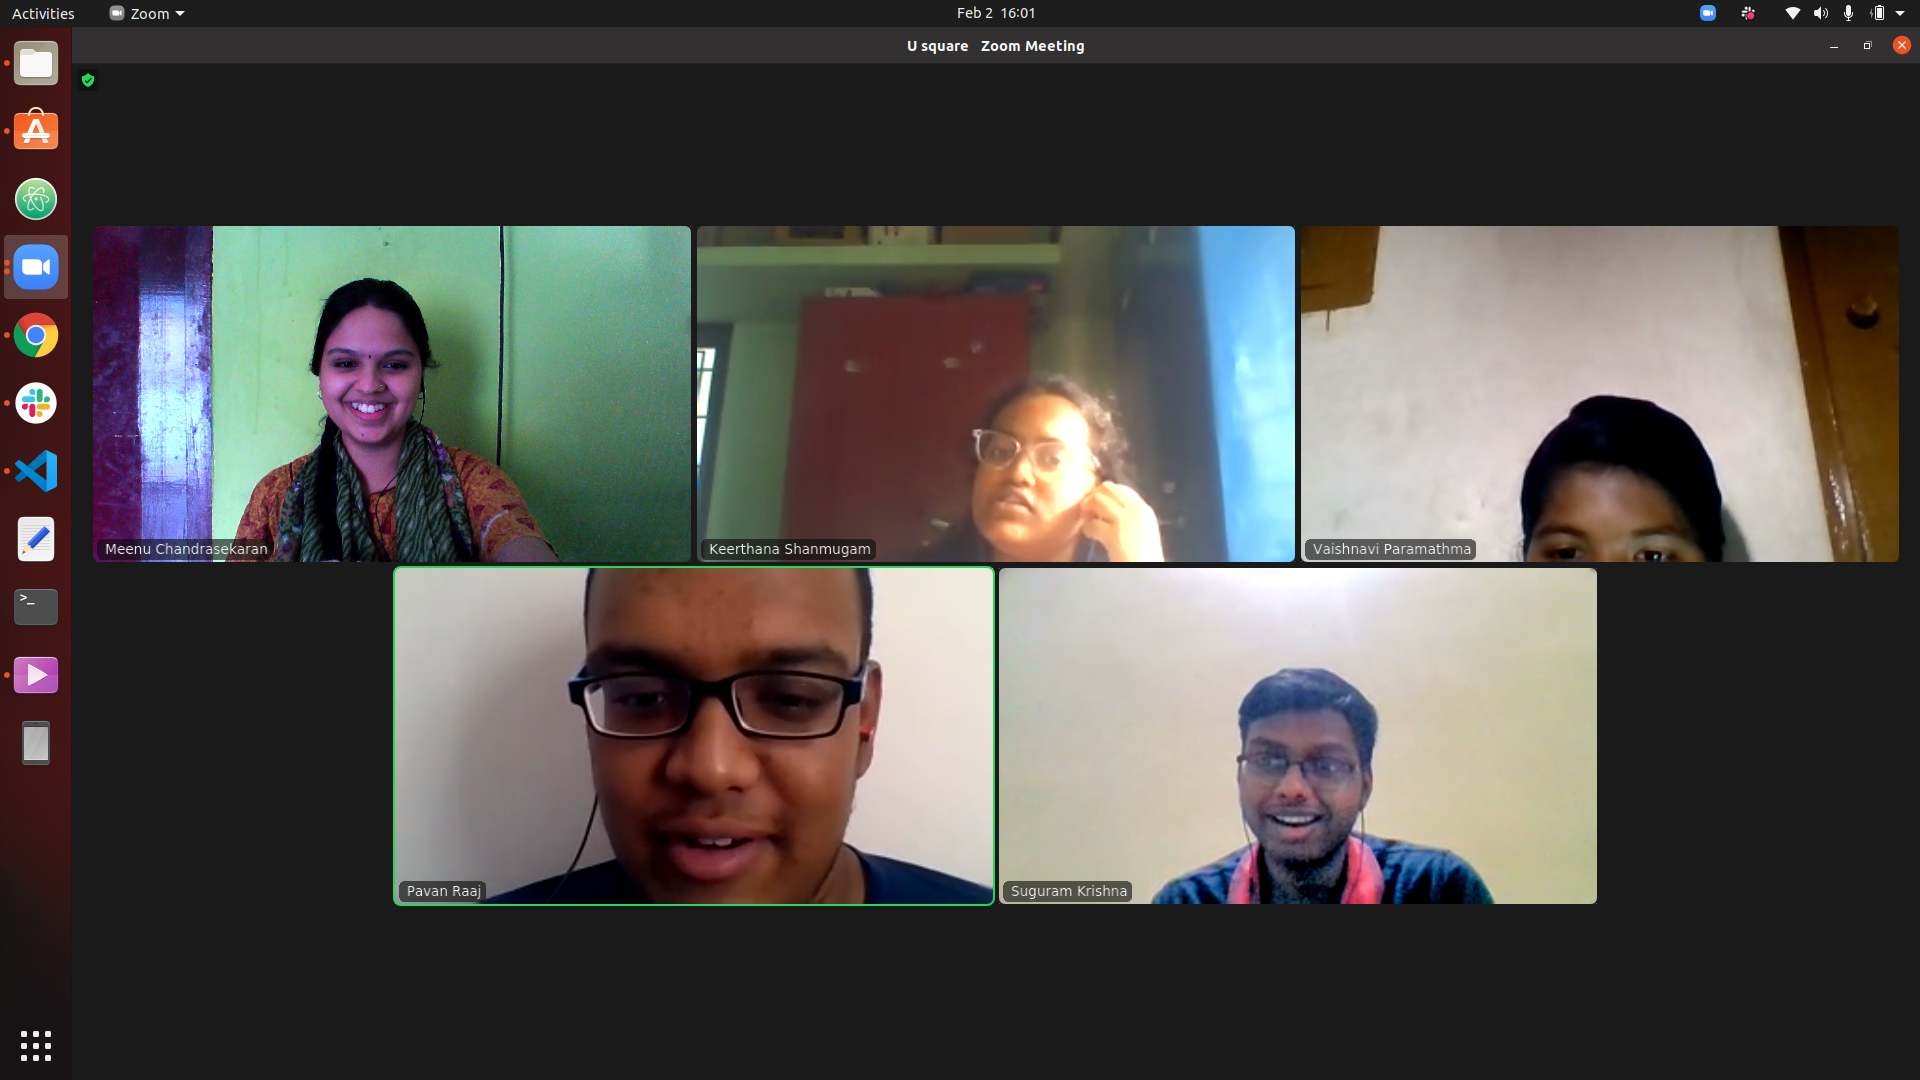 Activities
Zoom
Feb 2 16:01
U square Zoom Meeting
Meenu Chandrasekaran
Keerthana Shanmugam
Vaishnavi Paramathma
Pavan Raaj
Suguram Krishna